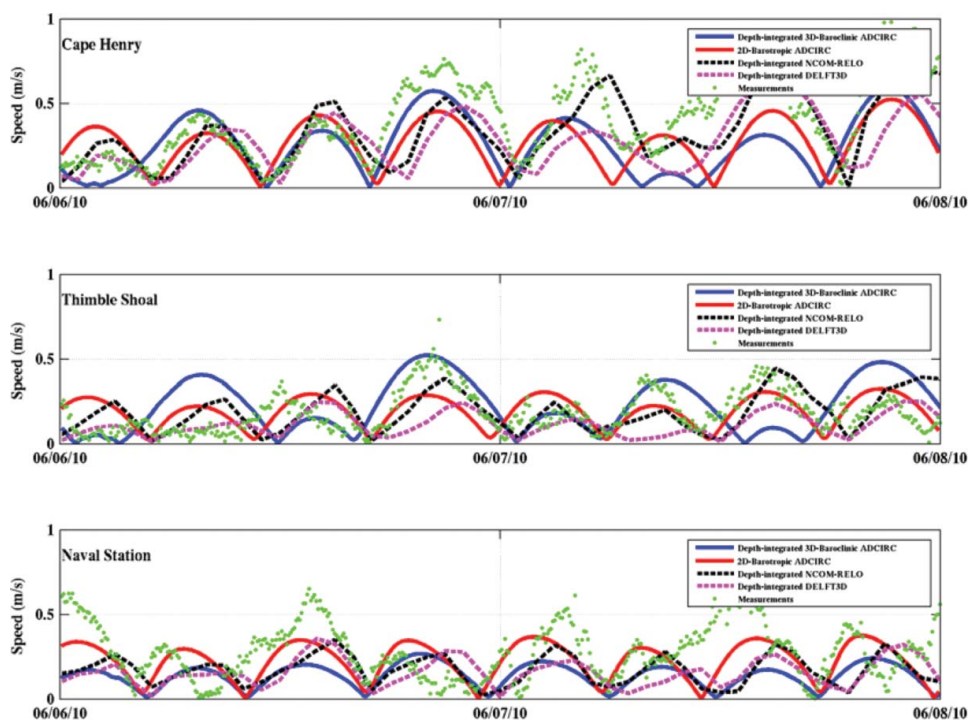 1
Cape Henry
Depth-integrated 3D-Baroclinic ADCIRC
2D-Barotropic ADCIRC
Depth-integrated NCOM-RELO
Depth-integrated DELFT3D
Measurements
Speed (m/s)
0.5
0
06/06/10
06/07/10
06/08/10
1
Thimble Shoal
Depth-integrated 3D-Baroclinic ADCIRC
2D-Barotropic ADCIRC
Depth-integrated NCOM-RELO
Depth-integrated DELFT3D
Measurements
Speed (m/s)
0.5
0
06/06/10
06/07/10
06/08/10
1
Naval Station
Depth-integrated 3D-Baroclinic ADCIRC
2D-Barotropic ADCIRC
Depth-integrated NCOM-RELO
Depth-integrated DELFT3D
Measurements
Speed (m/s)
0.5
0
06/06/10
06/07/10
06/08/10